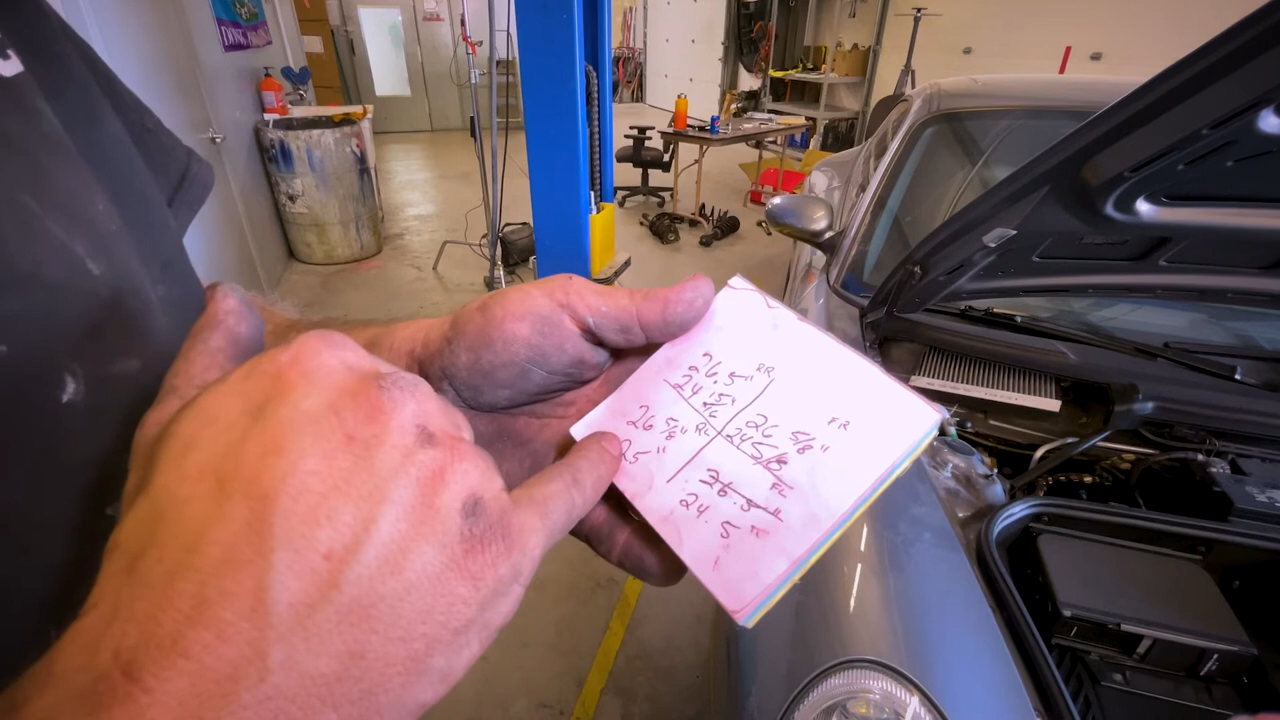 26.5" RR
24 15/16"
26 5/8" RL
25"
26 5/8" FR
24 5/8
FL
26.5"
24.5"